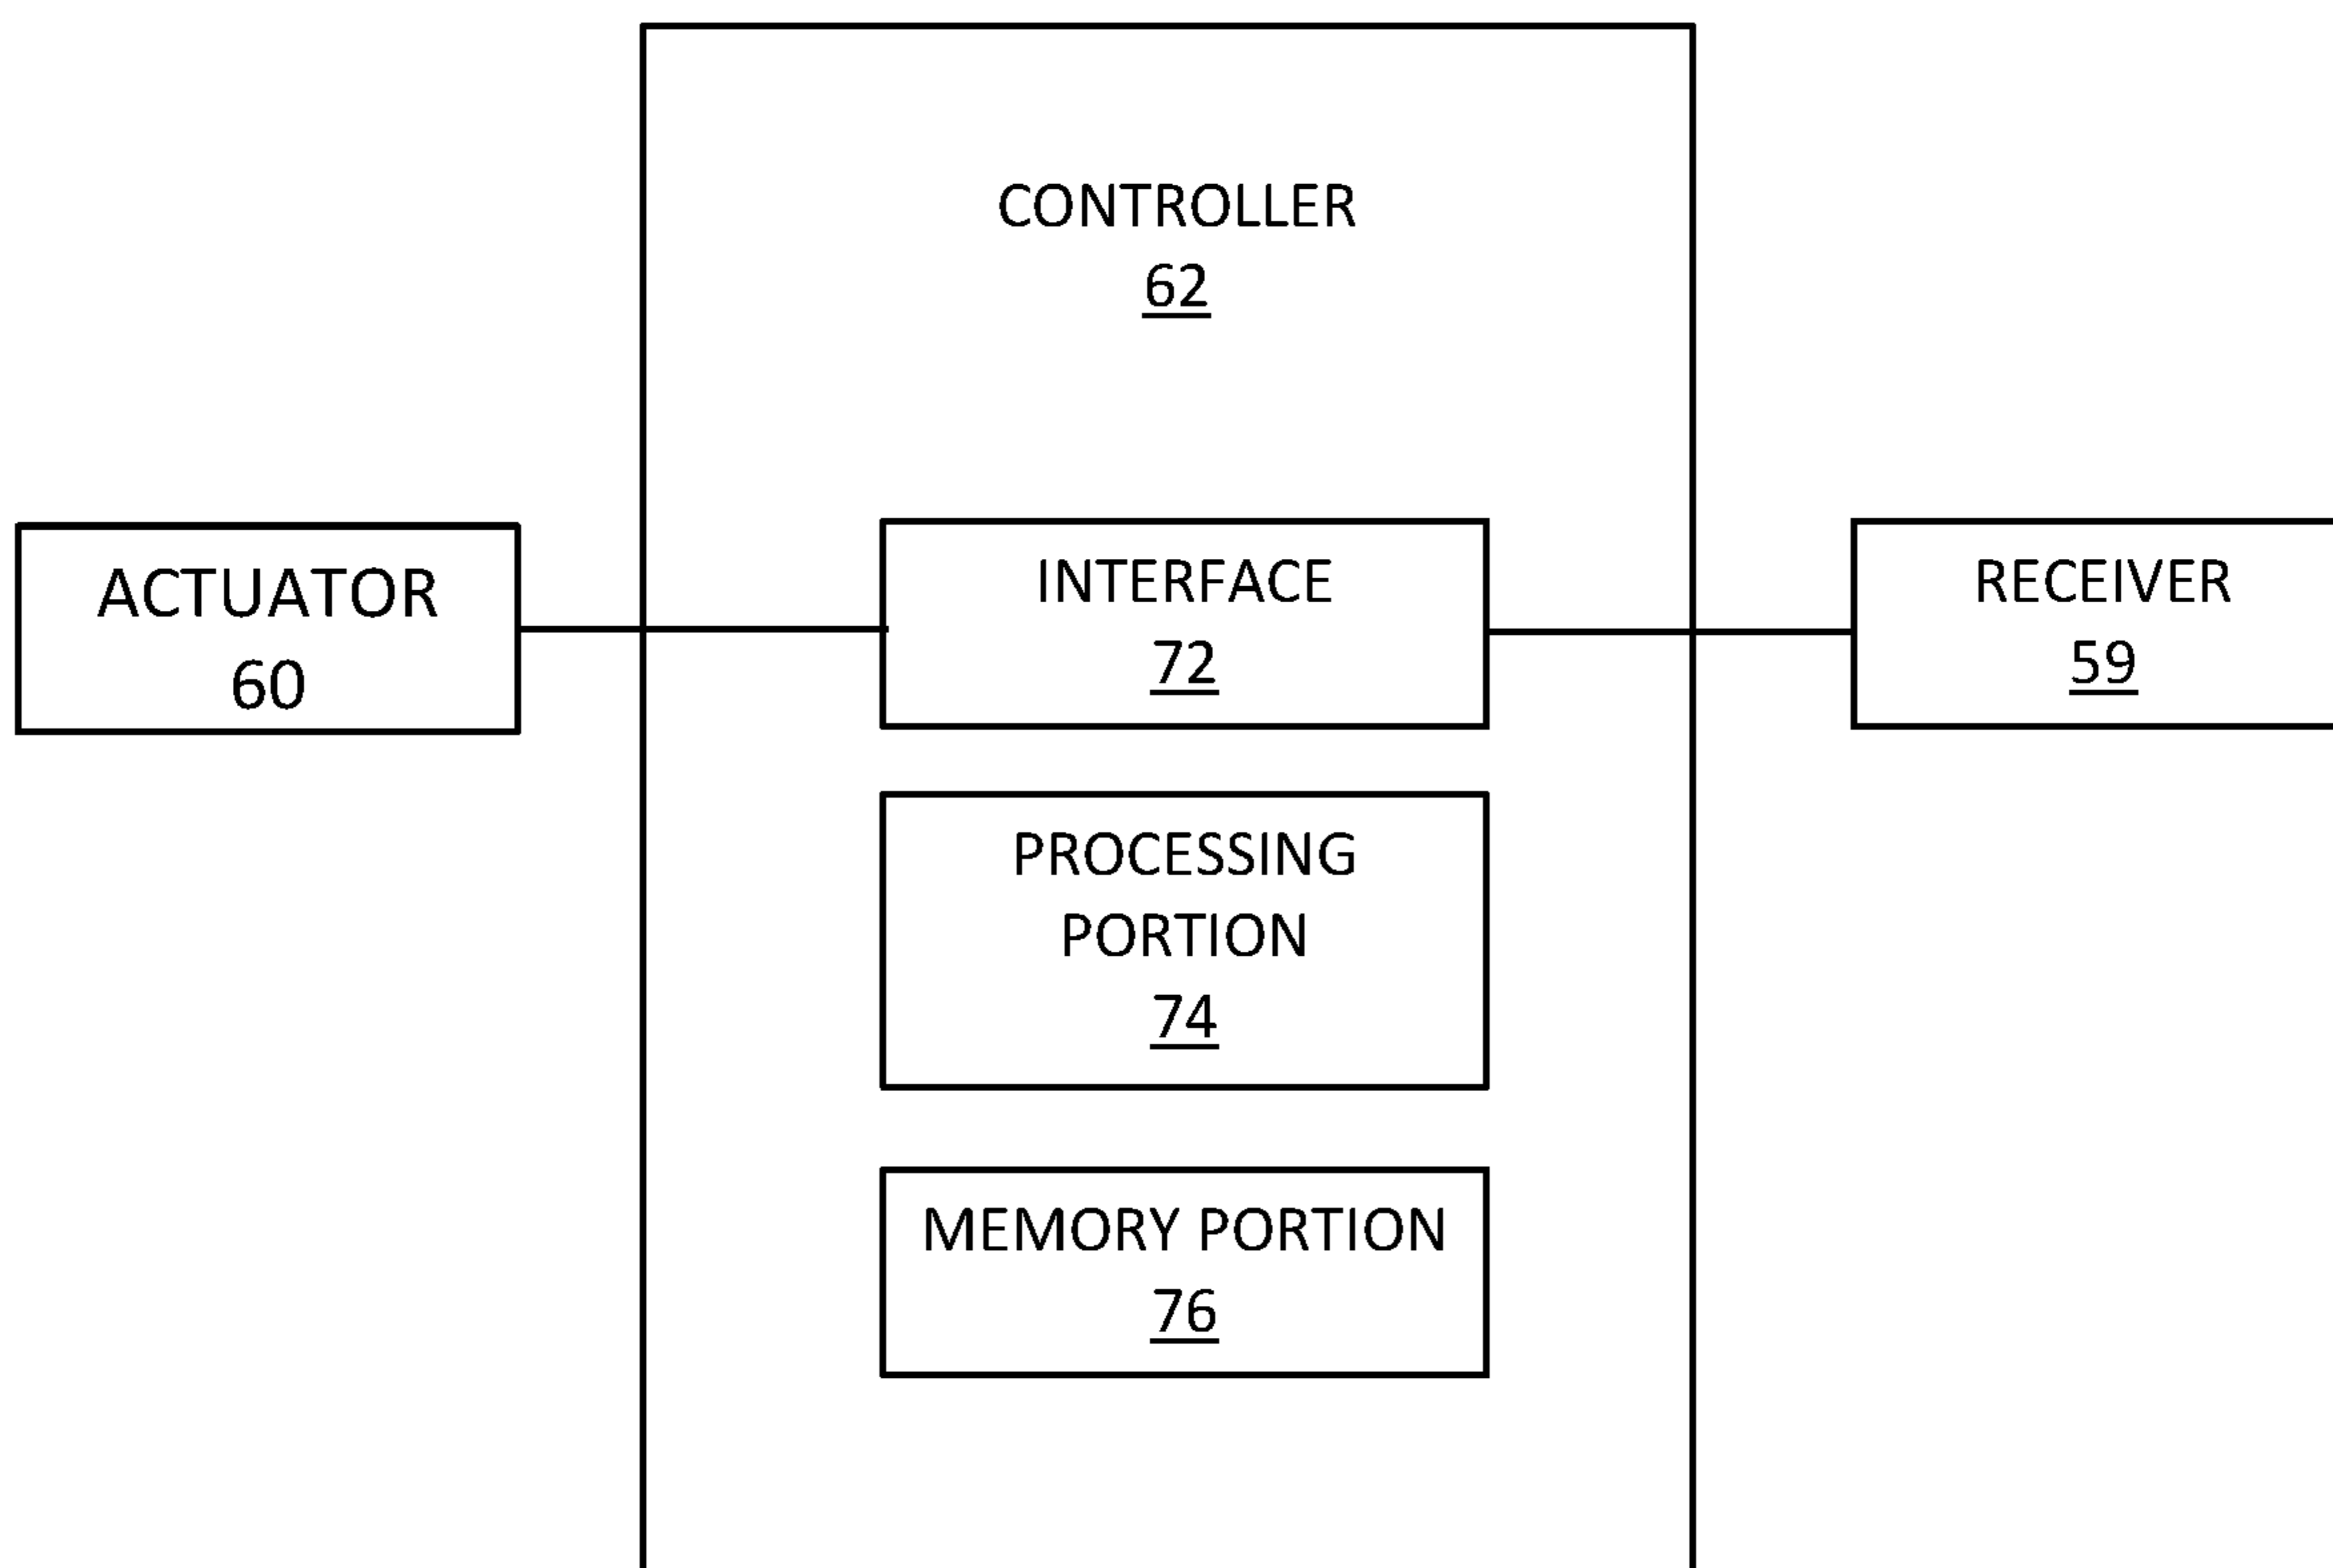 CONTROLLER
62
ACTUATOR
60
INTERFACE
72
RECEIVER
59
PROCESSING
PORTION
74
MEMORY PORTION
76